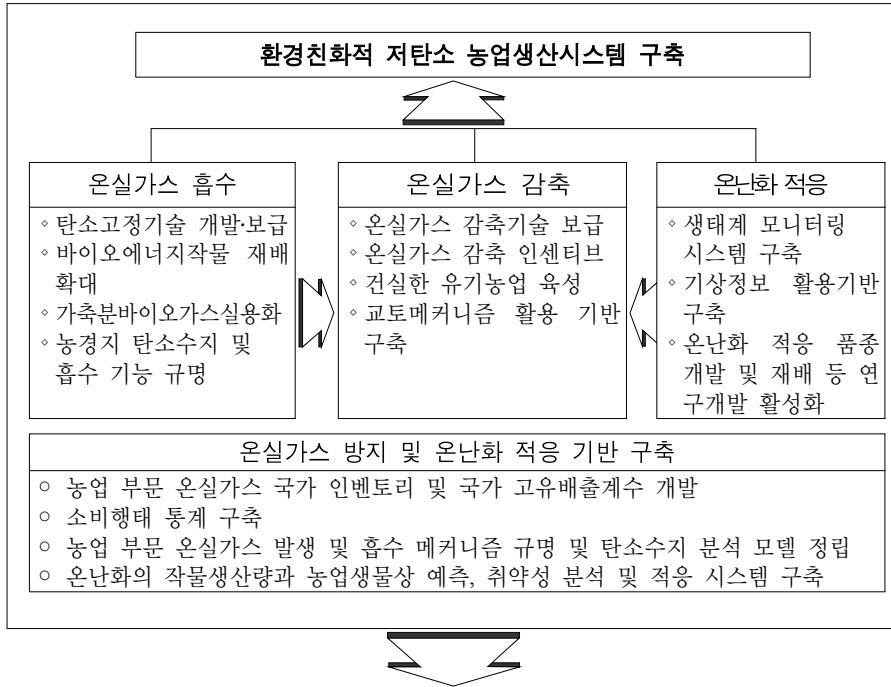 환경친화적 저탄소 농업생산시스템 구축
온실가스 흡수
◦ 탄소고정기술 개발·보급
◦ 바이오에너지작물 재배
확대
◦ 가축분바이오가스실용화
◦ 농경지 탄소수지 및
흡수 기능 규명
온실가스 감축
◦ 온실가스 감축기술 보급
◦ 온실가스 감축 인센티브
◦ 건실한 유기농업 육성
◦ 교토메커니즘 활용 기반
구축
온난화 적응
◦ 생태계 모니터링
시스템 구축
◦ 기상정보 활용기반
구축
◦ 온난화 적응 품종
개발 및 재배 등 연
구개발 활성화
온실가스 방지 및 온난화 적응 기반 구축
○ 농업 부문 온실가스 국가 인벤토리 및 국가 고유배출계수 개발
○ 소비행태 통계 구축
○ 농업 부문 온실가스 발생 및 흡수 메커니즘 규명 및 탄소수지 분석 모델 정립
○ 온난화의 작물생산량과 농업생물상 예측, 취약성 분석 및 적응 시스템 구축